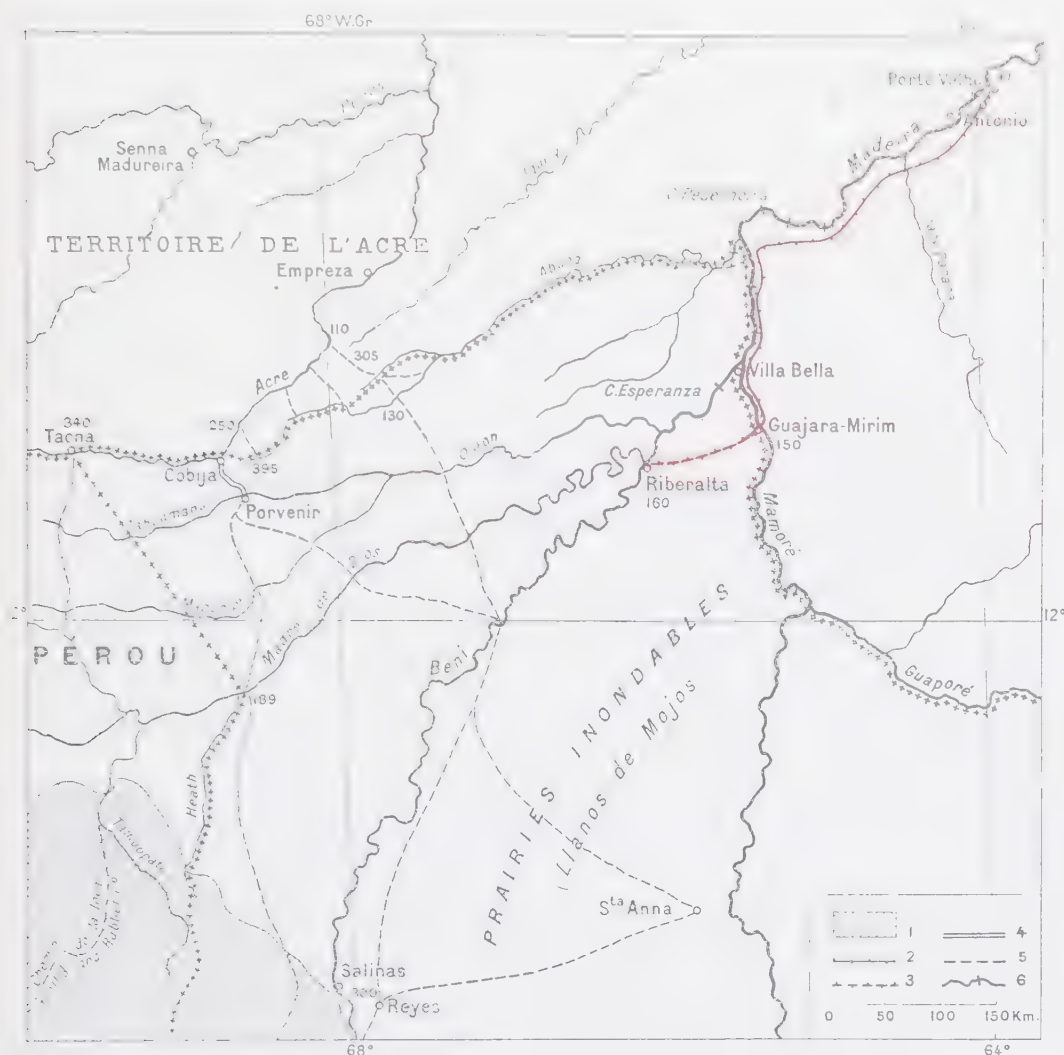 68° W.Gr
Porto Velho
S. Antonio
Madeira
Senna
Madureira
TERRITOIRE DE L'ACRE
Empreza
Abuna
110
305
Acre
Villa Bella
C. Esperanza
130
340
250
Guajara-Mirim
150
Tacna
395
Cobija
Orton
Riberalta
160
Porvenir
Mamoré
Madre de Dios
12°
PÉROU
Beni
Guaporé
189
PRAIRIES INONDABLES
(Llanos de Mojos
Heath
Sta Anna
Salinas
Reyes
1
4
2
5
3
6
0 50 100 150 Km.
68°
64°